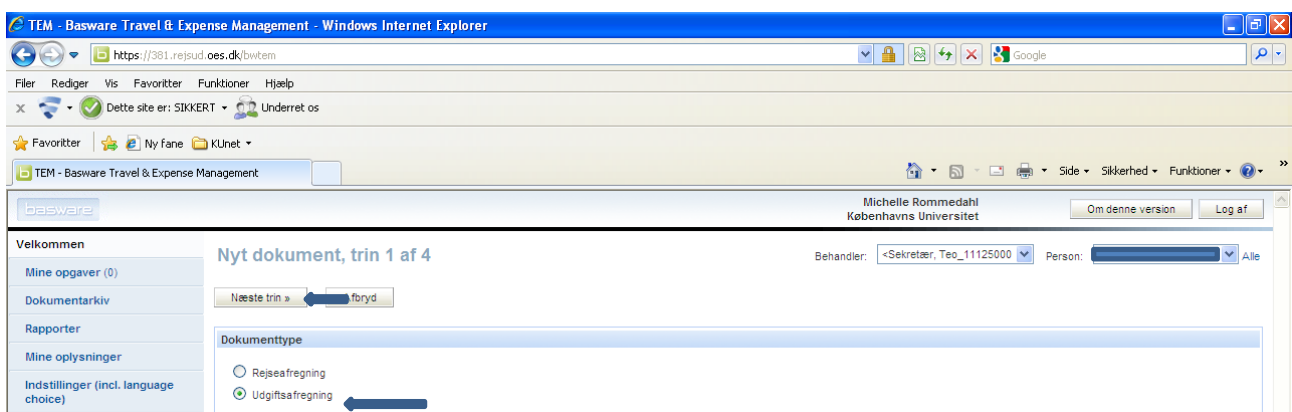 TEM - Basware Travel & Expense Management - Windows Internet Explorer
https://381.rejsud.oes.dk/bwtem
Google
Filer Rediger Vis Favoritter Funktioner Hjælp
x Dette site er: SIKKERT Underret os
Favoritter Ny fane KUnet
TEM - Basware Travel & Expense Management
Side Sikkerhed Funktioner »
basware
Michelle Rommedahl
Københavns Universitet
Om denne version Log af
Velkommen
Nyt dokument, trin 1 af 4
Behandler: <Sekretær, Teo_11125000 Person: Alle
Mine opgaver (0)
Næste trin » fbryd
Dokumentarkiv
Rapporter
Dokumenttype
Mine oplysninger
Rejseafregning
Indstillinger (incl. language choice)
Udgiftsafregning